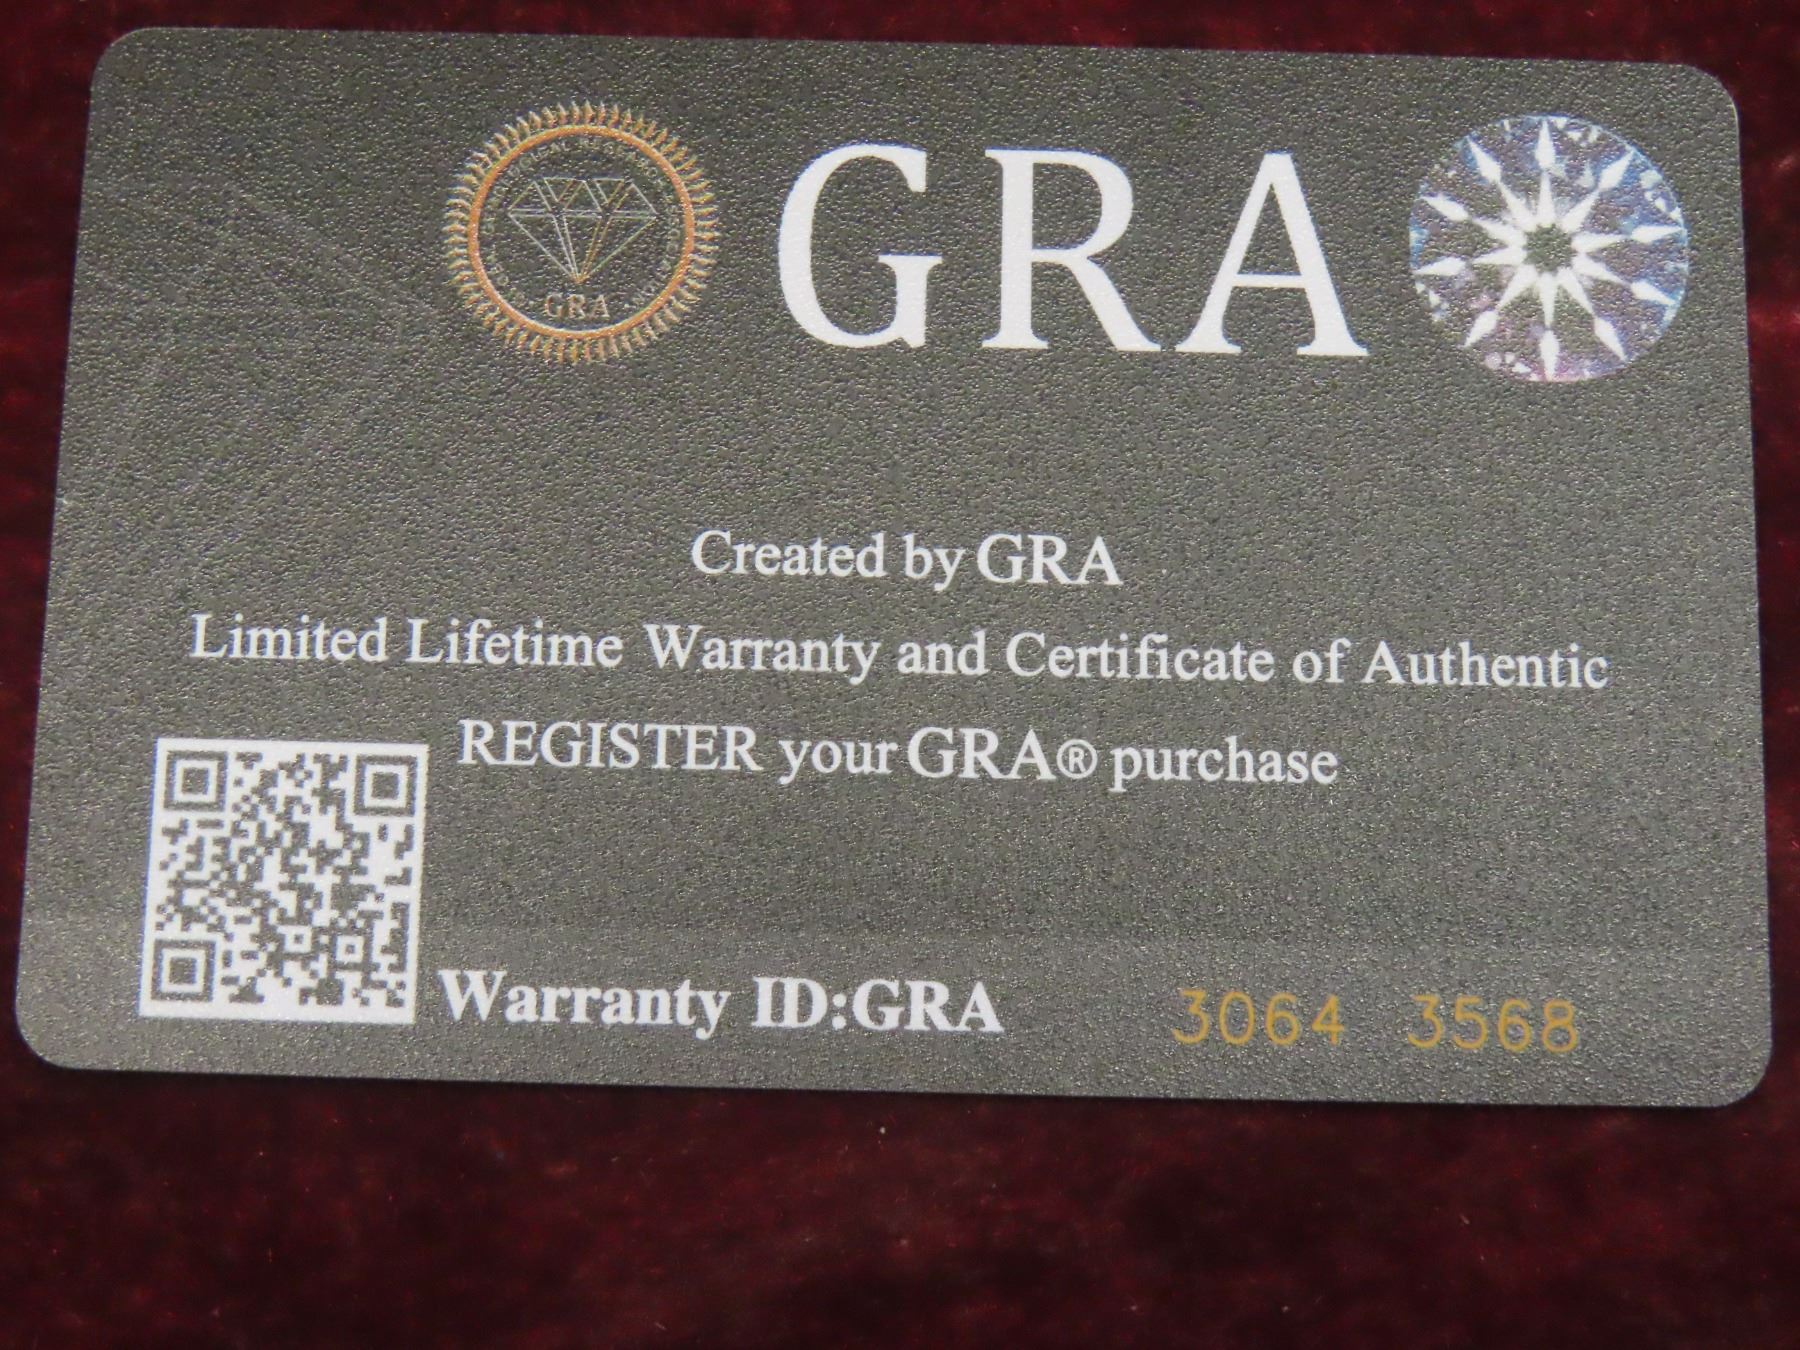 GRA
GRA
Created by GRA
Limited Lifetime Warranty and Certificate of Authentic
REGISTER your GRA® purchase
Warranty ID:GRA 3064 3568